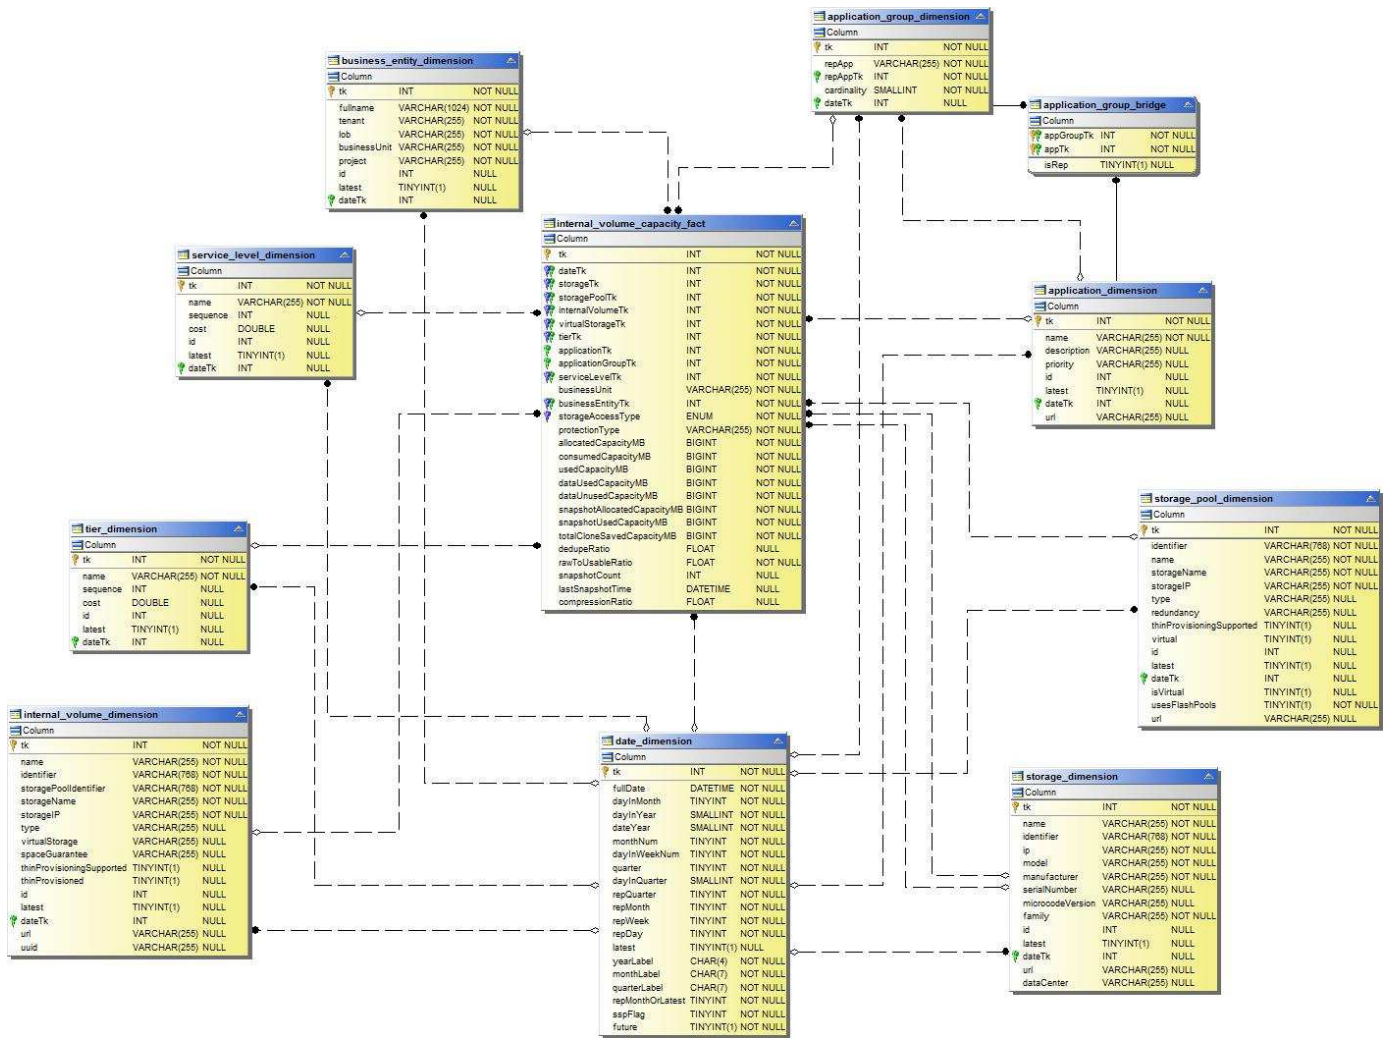 application_group_dimension
Column
tk INT NOT NULL
repApp VARCHAR(255) NOT NULL
repAppTk INT NOT NULL
cardinality SMALLINT NOT NULL
dateTk INT NULL
business_entity_dimension
Column
tk INT NOT NULL
fullname VARCHAR(1024) NOT NULL
tenant VARCHAR(255) NOT NULL
lob VARCHAR(255) NOT NULL
businessUnit VARCHAR(255) NOT NULL
project VARCHAR(255) NOT NULL
id INT NULL
latest TINYINT(1) NULL
dateTk INT NULL
application_group_bridge
Column
appGroupTk INT NOT NULL
appTk INT NOT NULL
isRep TINYINT(1) NULL
internal_volume_capacity_fact
Column
tk INT NOT NULL
dateTk INT NOT NULL
storageTk INT NOT NULL
storagePoolTk INT NOT NULL
internalVolumeTk INT NOT NULL
virtualStorageTk INT NOT NULL
tierTk INT NOT NULL
applicationTk INT NOT NULL
applicationGroupTk INT NOT NULL
serviceLevelTk INT NOT NULL
businessUnit VARCHAR(255) NOT NULL
businessEntityTk INT NOT NULL
storageAccessType ENUM NOT NULL
protectionType VARCHAR(255) NOT NULL
allocatedCapacityMB BIGINT NOT NULL
consumedCapacityMB BIGINT NOT NULL
usedCapacityMB BIGINT NOT NULL
dataUsedCapacityMB BIGINT NOT NULL
dataUnusedCapacityMB BIGINT NOT NULL
snapshotAllocatedCapacityMB BIGINT NOT NULL
snapshotUsedCapacityMB BIGINT NOT NULL
totalCloneSavedCapacityMB BIGINT NOT NULL
dedupeRatio FLOAT NULL
rawToUsableRatio FLOAT NOT NULL
snapshotCount INT NULL
lastSnapshotTime DATETIME NULL
compressionRatio FLOAT NULL
service_level_dimension
Column
tk INT NOT NULL
name VARCHAR(255) NOT NULL
sequence INT NULL
cost DOUBLE NULL
id INT NULL
latest TINYINT(1) NULL
dateTk INT NULL
application_dimension
Column
tk INT NOT NULL
name VARCHAR(255) NOT NULL
description VARCHAR(255) NULL
priority VARCHAR(255) NULL
id INT NULL
latest TINYINT(1) NULL
dateTk INT NULL
url VARCHAR(255) NULL
storage_pool_dimension
Column
tk INT NOT NULL
identifier VARCHAR(768) NOT NULL
name VARCHAR(255) NOT NULL
storageName VARCHAR(255) NOT NULL
storageIP VARCHAR(255) NOT NULL
type VARCHAR(255) NULL
redundancy VARCHAR(255) NULL
thinProvisioningSupported TINYINT(1) NULL
virtual TINYINT(1) NULL
id INT NULL
latest TINYINT(1) NULL
dateTk INT NULL
isVirtual TINYINT(1) NULL
usesFlashPools TINYINT(1) NOT NULL
url VARCHAR(255) NULL
tier_dimension
Column
tk INT NOT NULL
name VARCHAR(255) NOT NULL
sequence INT NULL
cost DOUBLE NULL
id INT NULL
latest TINYINT(1) NULL
dateTk INT NULL
internal_volume_dimension
Column
tk INT NOT NULL
name VARCHAR(255) NOT NULL
identifier VARCHAR(768) NOT NULL
storagePoolIdentifier VARCHAR(768) NOT NULL
storageName VARCHAR(255) NOT NULL
storageIP VARCHAR(255) NOT NULL
type VARCHAR(255) NULL
virtualStorage VARCHAR(255) NULL
spaceGuarantee VARCHAR(255) NULL
thinProvisioningSupported TINYINT(1) NULL
thinProvisioned TINYINT(1) NULL
id INT NULL
latest TINYINT(1) NULL
dateTk INT NULL
url VARCHAR(255) NULL
uuid VARCHAR(255) NULL
date_dimension
Column
tk INT NOT NULL
fullDate DATETIME NOT NULL
dayInMonth TINYINT NOT NULL
dayInYear SMALLINT NOT NULL
dateYear SMALLINT NOT NULL
monthNum TINYINT NOT NULL
dayInWeekNum TINYINT NOT NULL
quarter TINYINT NOT NULL
dayInQuarter SMALLINT NOT NULL
repQuarter TINYINT NOT NULL
repMonth TINYINT NOT NULL
repWeek TINYINT NOT NULL
repDay TINYINT NOT NULL
latest TINYINT(1) NULL
yearLabel CHAR(4) NOT NULL
monthLabel CHAR(7) NOT NULL
quarterLabel CHAR(7) NOT NULL
repMonthOrLatest TINYINT NOT NULL
sspFlag TINYINT NOT NULL
future TINYINT(1) NOT NULL
storage_dimension
Column
tk INT NOT NULL
name VARCHAR(255) NOT NULL
identifier VARCHAR(768) NOT NULL
ip VARCHAR(255) NOT NULL
model VARCHAR(255) NOT NULL
manufacturer VARCHAR(255) NOT NULL
serialNumber VARCHAR(255) NULL
microcodeVersion VARCHAR(255) NULL
family VARCHAR(255) NOT NULL
id INT NULL
latest TINYINT(1) NULL
dateTk INT NULL
url VARCHAR(255) NULL
dataCenter VARCHAR(255) NULL